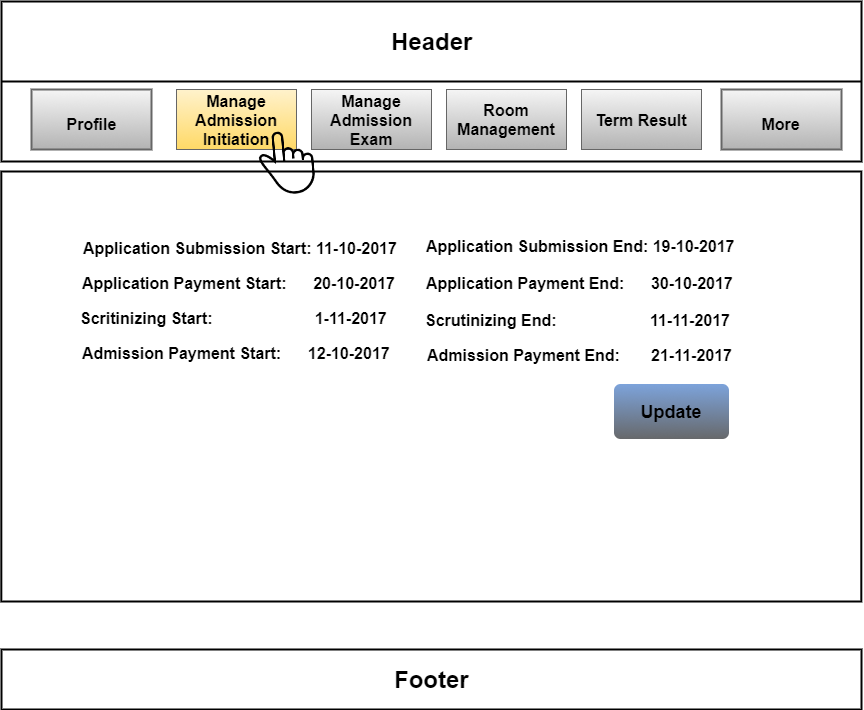 Header
Profile
Manage
Admission
Initiation
Manage
Admission
Exam
Room
Management
Term Result
More
Application Submission Start: 11-10-2017
Application Submission End: 19-10-2017
Application Payment Start: 20-10-2017
Application Payment End: 30-10-2017
Scritinizing Start: 1-11-2017
Scrutinizing End: 11-11-2017
Admission Payment Start: 12-10-2017
Admission Payment End: 21-11-2017
Update
Footer